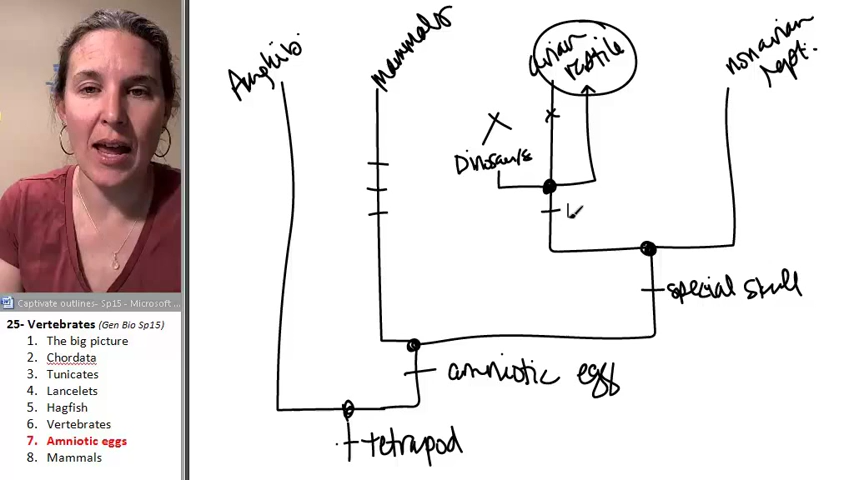 Amphibi
mammals
avian
reptile
nonavian
rept.
Dinosaurs
special skull
amniotic egg
tetrapod
Captivate outlines- Sp15 - Microsoft ...
25- Vertebrates (Gen Bio Sp15)
1. The big picture
2. Chordata
3. Tunicates
4. Lancelets
5. Hagfish
6. Vertebrates
7. Amniotic eggs
8. Mammals